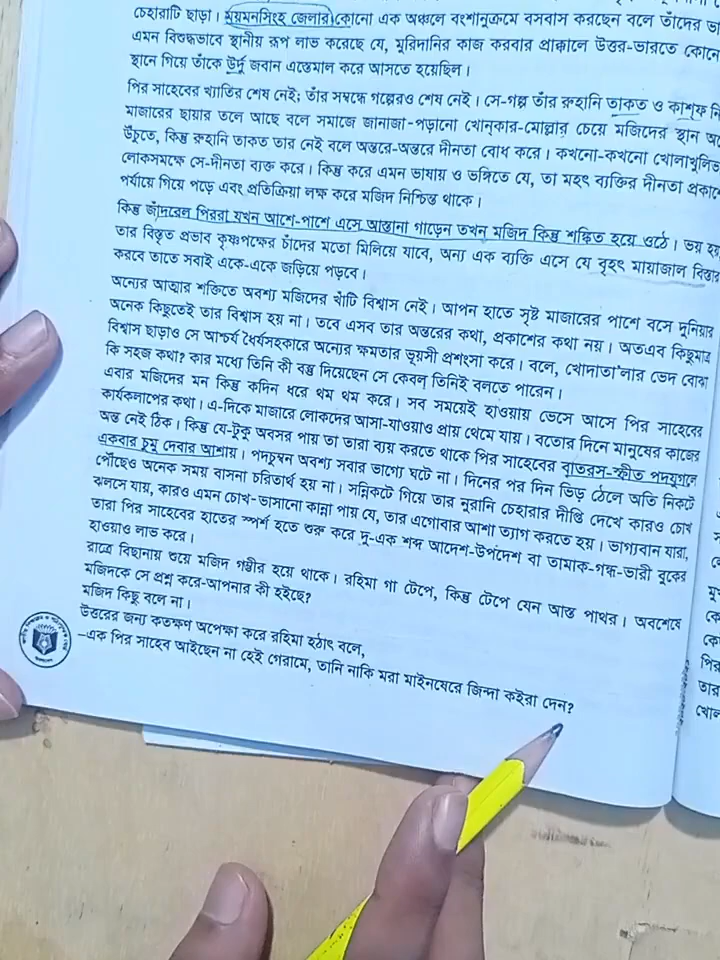 চেহারাটি ছাড়া। ময়মনসিংহ জেলার কোনো এক অঞ্চলে বংশানুক্রমে বসবাস করছেন বলে তাঁদের
এমন বিশুদ্ধভাবে স্থানীয় রূপ লাভ করেছে যে, মুরিদানির কাজ করবার প্রাক্কালে উত্তর-ভারতে কোনে
স্থানে গিয়ে তাঁকে উর্দু জবান এস্তেমাল করে আসতে হয়েছিল।
পির সাহেবের খ্যাতির শেষ নেই; তাঁর সম্বন্ধে গল্পেরও শেষ নেই। সে-গল্প তাঁর রুহানি তাকত ও কাশ্ফ নি
মাজারের ছায়ার তলে আছে বলে সমাজে জানাজা-পড়ানো খোন্‌কার-মোল্লার চেয়ে মজিদের স্থান অ
উঁচুতে, কিন্তু রুহানি তাকত তার নেই বলে অন্তরে-অন্তরে দীনতা বোধ করে। কখনো-কখনো খোলাখুলিভ
লোকসমক্ষে সে-দীনতা ব্যক্ত করে। কিন্তু করে এমন ভাষায় ও ভঙ্গিতে যে, তা মহৎ ব্যক্তির দীনতা প্রকাশে
পর্যায়ে গিয়ে পড়ে এবং প্রতিক্রিয়া লক্ষ করে মজিদ নিশ্চিন্ত থাকে।
কিন্তু জাঁদরেল পিররা যখন আশে-পাশে এসে আস্তানা গাড়েন তখন মজিদ কিন্তু শঙ্কিত হয়ে ওঠে। ভয় হয়
তার বিস্তৃত প্রভাব কৃষ্ণপক্ষের চাঁদের মতো মিলিয়ে যাবে, অন্য এক ব্যক্তি এসে যে বৃহৎ মায়াজাল বিস্তার
করবে তাতে সবাই একে-একে জড়িয়ে পড়বে।
অন্যের আত্মার শক্তিতে অবশ্য মজিদের খাঁটি বিশ্বাস নেই। আপন হাতে সৃষ্ট মাজারের পাশে বসে দুনিয়ার
অনেক কিছুতেই তার বিশ্বাস হয় না। তবে এসব তার অন্তরের কথা, প্রকাশের কথা নয়। অতএব কিছুমাত্র
বিশ্বাস ছাড়াও সে আশ্চর্য ধৈর্যসহকারে অন্যের ক্ষমতার ভূয়সী প্রশংসা করে। বলে, খোদাতা'লার ভেদ বোঝা
কি সহজ কথা? কার মধ্যে তিনি কী বস্তু দিয়েছেন সে কেবল তিনিই বলতে পারেন।
এবার মজিদের মন কিন্তু কদিন ধরে থম থম করে। সব সময়েই হাওয়ায় ভেসে আসে পির সাহেবের
কার্যকলাপের কথা। এ-দিকে মাজারে লোকদের আসা-যাওয়াও প্রায় থেমে যায়। বতোর দিনে মানুষের কাজের
অন্ত নেই ঠিক। কিন্তু যে-টুকু অবসর পায় তা তারা ব্যয় করতে থাকে পির সাহেবের বাতরস-স্ফীত পদযুগলে
একবার চুমু দেবার আশায়। পদচুম্বন অবশ্য সবার ভাগ্যে ঘটে না। দিনের পর দিন ভিড় ঠেলে অতি নিকটে
পৌঁছেও অনেক সময় বাসনা চরিতার্থ হয় না। সন্নিকটে গিয়ে তার নুরানি চেহারার দীপ্তি দেখে কারও চোখ
ঝলসে যায়, কারও এমন চোখ-ভাসানো কান্না পায় যে, তার এগোবার আশা ত্যাগ করতে হয়। ভাগ্যবান যারা,
তারা পির সাহেবের হাতের স্পর্শ হতে শুরু করে দু-এক শব্দ আদেশ-উপদেশ বা তামাক-গন্ধ-ভারী বুকের
হাওয়াও লাভ করে।
রাত্রে বিছানায় শুয়ে মজিদ গম্ভীর হয়ে থাকে। রহিমা গা টেপে, কিন্তু টেপে যেন আস্ত পাথর। অবশেষে
মজিদকে সে প্রশ্ন করে-আপনার কী হইছে?
মজিদ কিছু বলে না।
উত্তরের জন্য কতক্ষণ অপেক্ষা করে রহিমা হঠাৎ বলে,
–এক পির সাহেব আইছেন না হেই গেরামে, তানি নাকি মরা মাইনষেরে জিন্দা কইরা দেন?
কে
কে
পির
তার
খোল